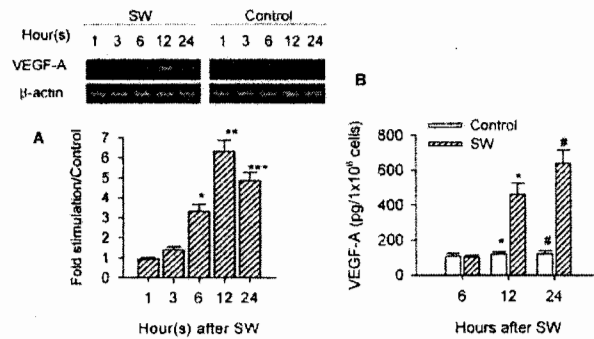 SW Control
Hour(s) 1 3 6 12 24 1 3 6 12 24
VEGF-A
β-actin
A
Fold stimulation/Control
7
6
5
4
3
2
1
0
*
**
***
1 3 6 12 24
Hour(s) after SW
B
VEGF-A (pg/1x10⁶ cells)
800
600
400
200
0
Control
SW
*
*
#
#
6 12 24
Hours after SW